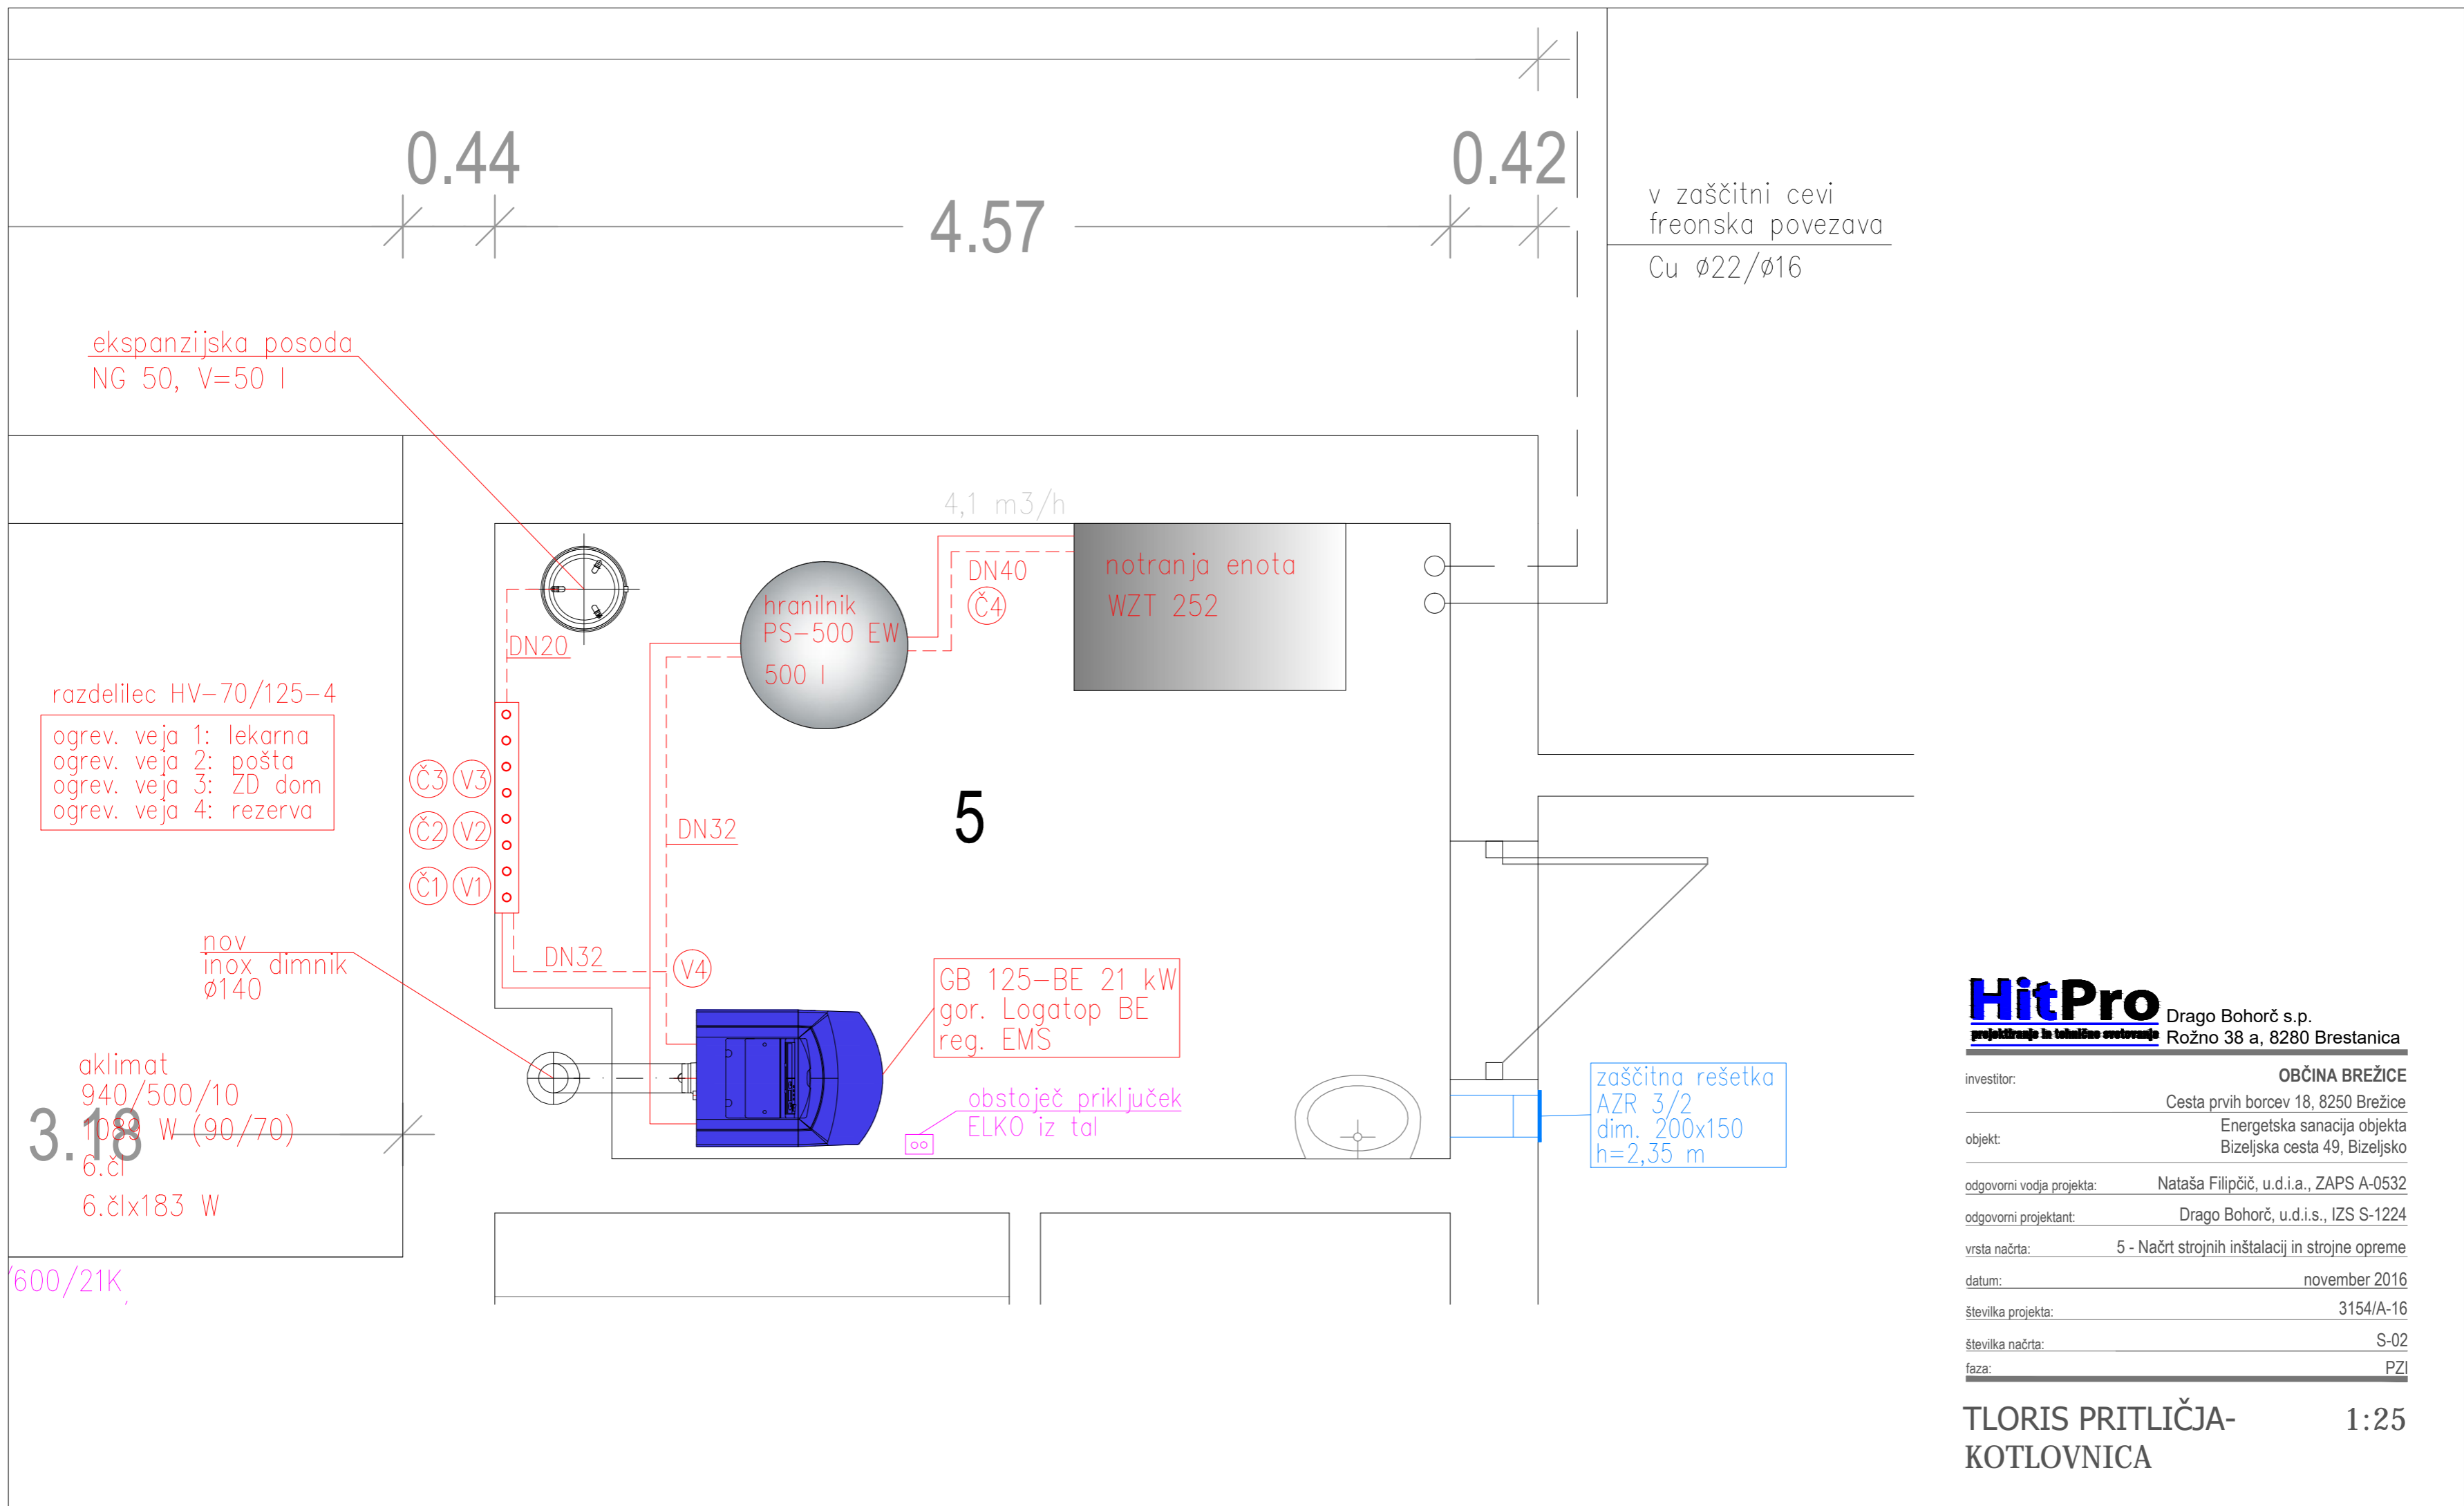 0.44
4.57
0.42
v zaščitni cevi
freonska povezava
Cu ø22/ø16
ekspanzijska posoda
NG 50, V=50 l
4,1 m3/h
DN40
Č4
notranja enota
WZT 252
hranilnik
PS-500 EW
500 l
DN20
razdelilec HV-70/125-4
ogrev. veja 1: lekarna
ogrev. veja 2: pošta
ogrev. veja 3: ZD dom
ogrev. veja 4: rezerva
Č3 V3
Č2 V2
Č1 V1
DN32
5
nov
inox dimnik
ø140
DN32
V4
GB 125-BE 21 kW
gor. Logatop BE
reg. EMS
obstoječ priključek
ELKO iz tal
zaščitna rešetka
AZR 3/2
dim. 200x150
h=2,35 m
aklimat
940/500/10
1089 W (90/70)
3.18
6.čl
6.člx183 W
/600/21K
HitPro
projektiranje in tehnično svetovanje
Drago Bohorč s.p.
Rožno 38 a, 8280 Brestanica
investitor: OBČINA BREŽICE
Cesta prvih borcev 18, 8250 Brežice
objekt: Energetska sanacija objekta
Bizeljska cesta 49, Bizeljsko
odgovorni vodja projekta: Nataša Filipčič, u.d.i.a., ZAPS A-0532
odgovorni projektant: Drago Bohorč, u.d.i.s., IZS S-1224
vrsta načrta: 5 - Načrt strojnih inštalacij in strojne opreme
datum: november 2016
številka projekta: 3154/A-16
številka načrta: S-02
faza: PZI
TLORIS PRITLIČJA- 1:25
KOTLOVNICA